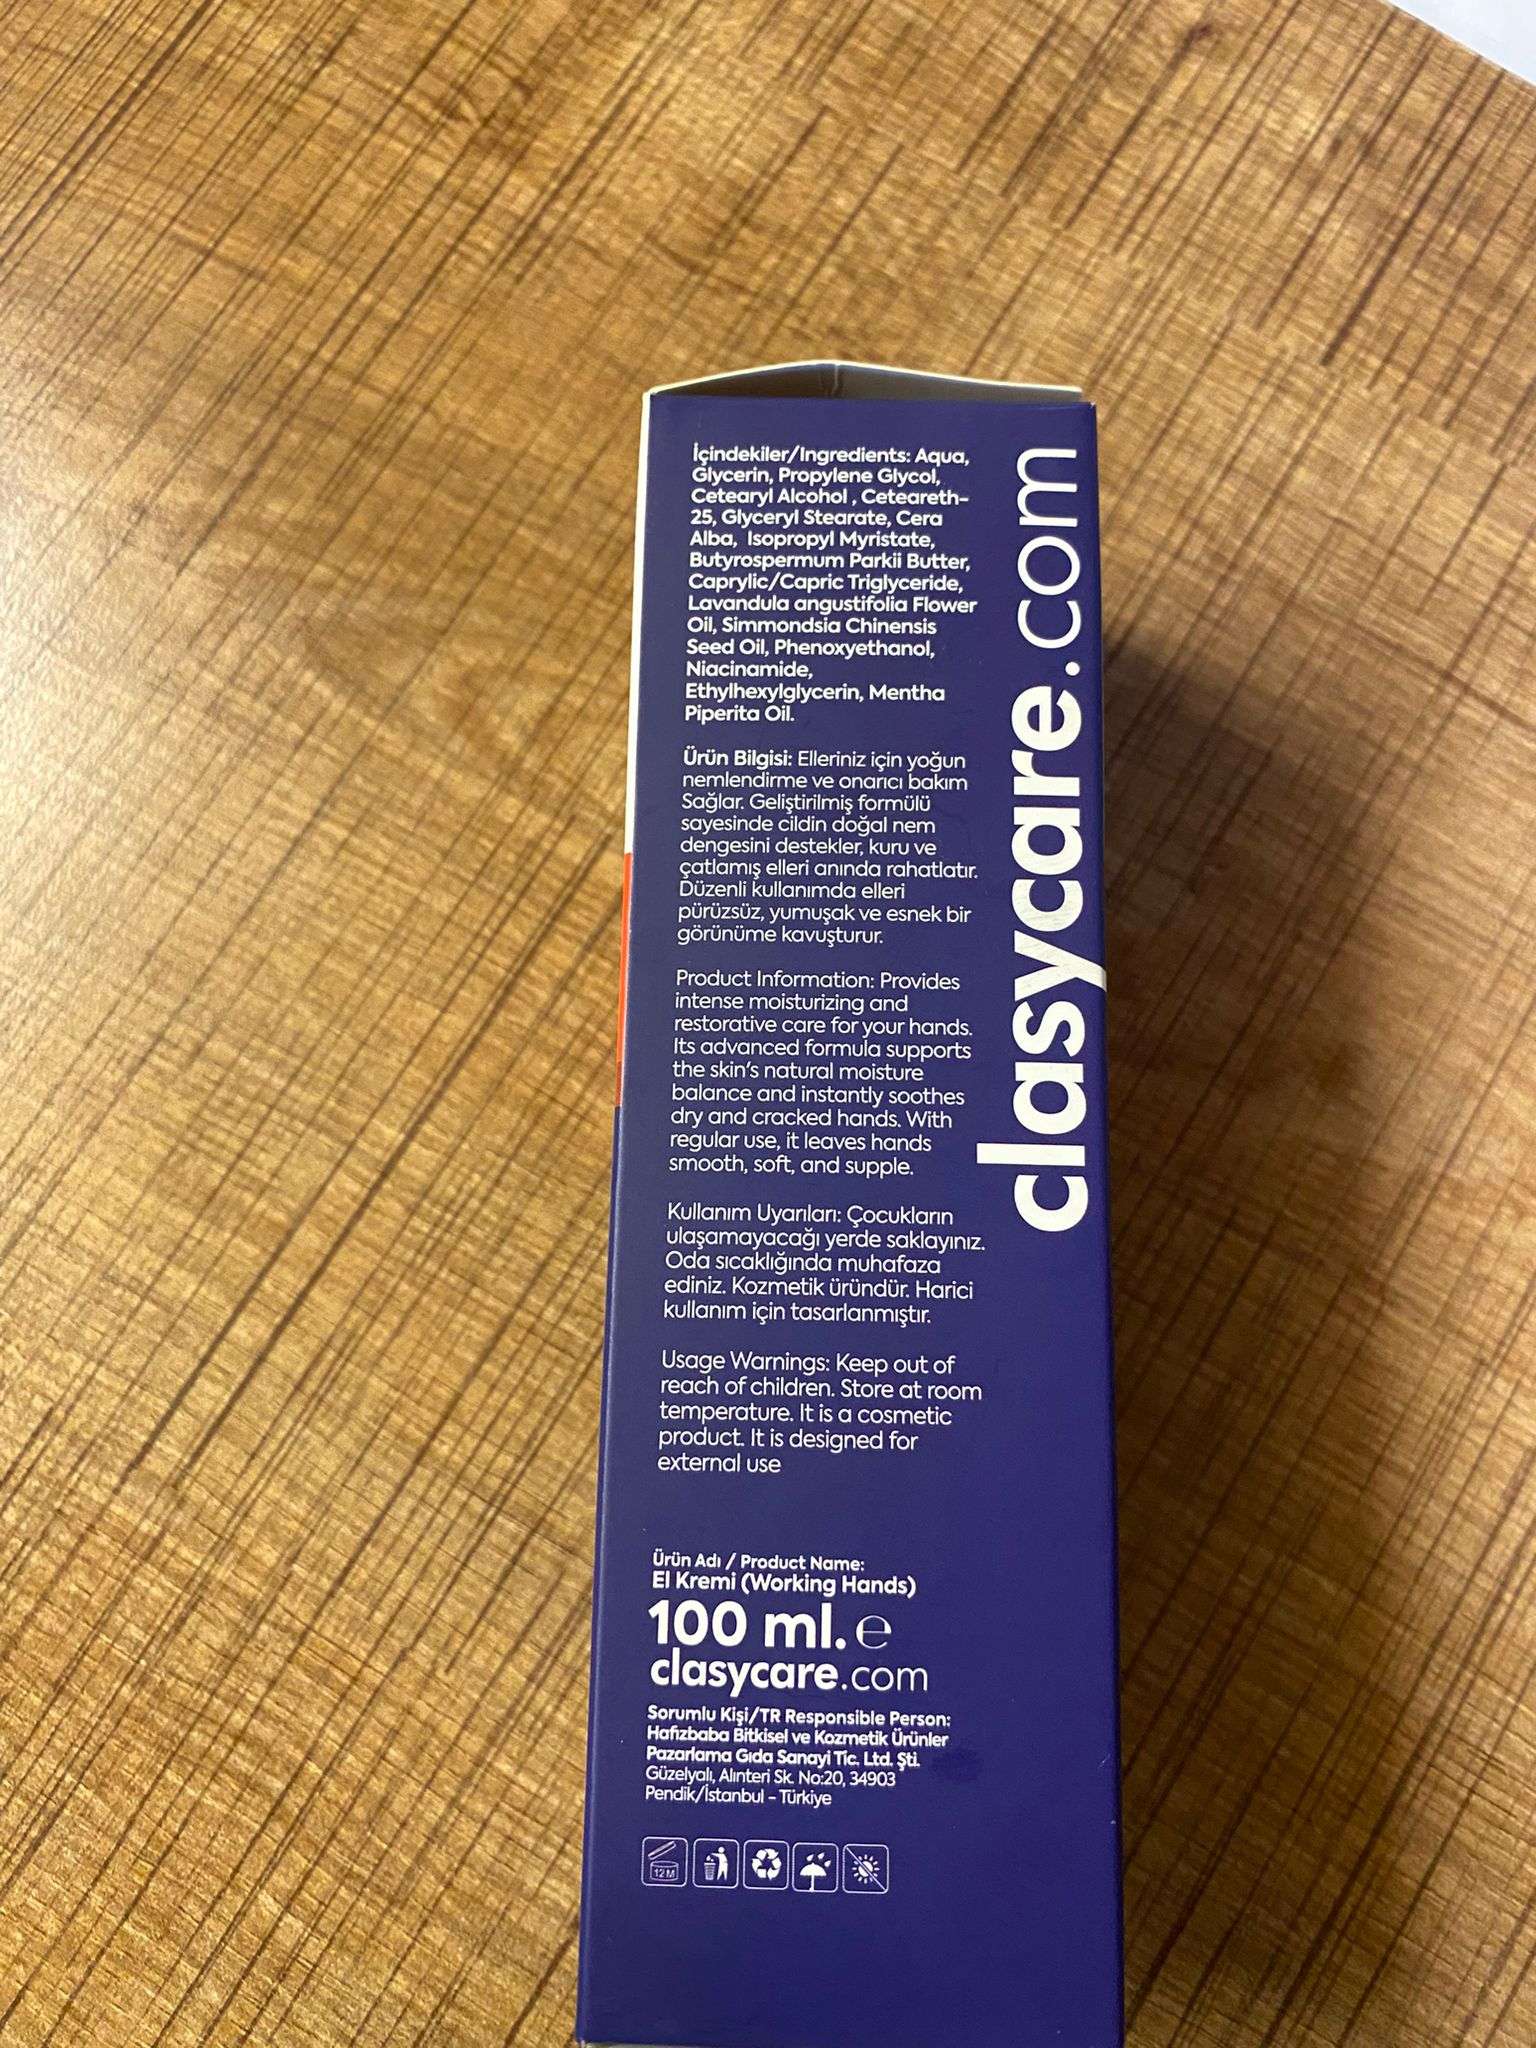 İçindekiler/Ingredients: Aqua,
Glycerin, Propylene Glycol,
Cetearyl Alcohol , Ceteareth-
25, Glyceryl Stearate, Cera
Alba, Isopropyl Myristate,
Butyrospermum Parkii Butter,
Caprylic/Capric Triglyceride,
Lavandula angustifolia Flower
Oil, Simmondsia Chinensis
Seed Oil, Phenoxyethanol,
Niacinamide,
Ethylhexylglycerin, Mentha
Piperita Oil.
Ürün Bilgisi: Elleriniz için yoğun
nemlendirme ve onarıcı bakım
Sağlar. Geliştirilmiş formülü
sayesinde cildin doğal nem
dengesini destekler, kuru ve
çatlamış elleri anında rahatlatır.
Düzenli kullanımda elleri
pürüzsüz, yumuşak ve esnek bir
görünüme kavuşturur.
Product Information: Provides
intense moisturizing and
restorative care for your hands.
Its advanced formula supports
the skin's natural moisture
balance and instantly soothes
dry and cracked hands. With
regular use, it leaves hands
smooth, soft, and supple.
Kullanım Uyarıları: Çocukların
ulaşamayacağı yerde saklayınız.
Oda sıcaklığında muhafaza
ediniz. Kozmetik üründür. Harici
kullanım için tasarlanmıştır.
Usage Warnings: Keep out of
reach of children. Store at room
temperature. It is a cosmetic
product. It is designed for
external use
Ürün Adı / Product Name:
El Kremi (Working Hands)
100 ml. ℮
clasycare.com
Sorumlu Kişi/TR Responsible Person:
Hafızbaba Bitkisel ve Kozmetik Ürünler
Pazarlama Gıda Sanayi Tic. Ltd. Şti.
Güzelyalı, Alınteri Sk. No:20, 34903
Pendik/İstanbul - Türkiye
12 M
clasycare.com